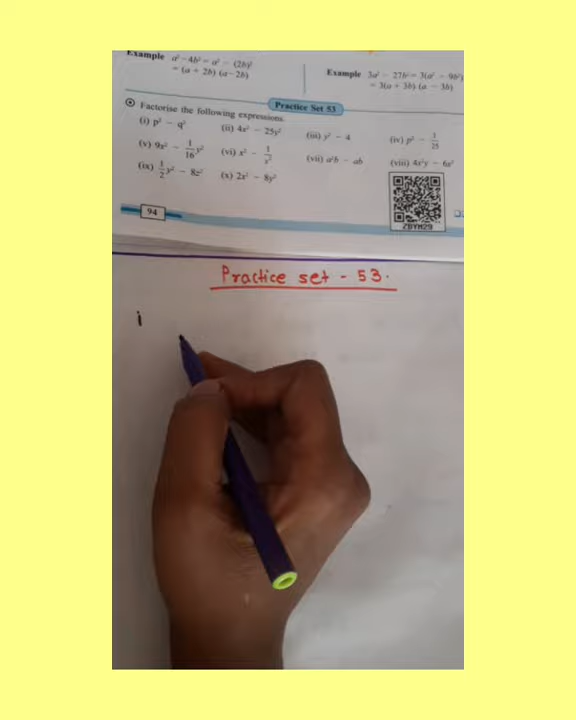 Example a² − 4b² = a² − (2b)²
= (a + 2b) (a − 2b)
Example 3a² − 27b² = 3(a² − 9b²)
= 3(a + 3b) (a − 3b)
Practice Set 53
Factorise the following expressions.
(i) p² − q² (ii) 4x² − 25y² (iii) y² − 4 (iv) p² − 1/25
(v) 9x² − 1/16 y² (vi) x² − 1/x² (vii) a²b − ab (viii) 4x²y − 6x²
(ix) 1/2 y² − 8z² (x) 2x² − 8y²
94
ZBYM29
Practice set - 53.
i